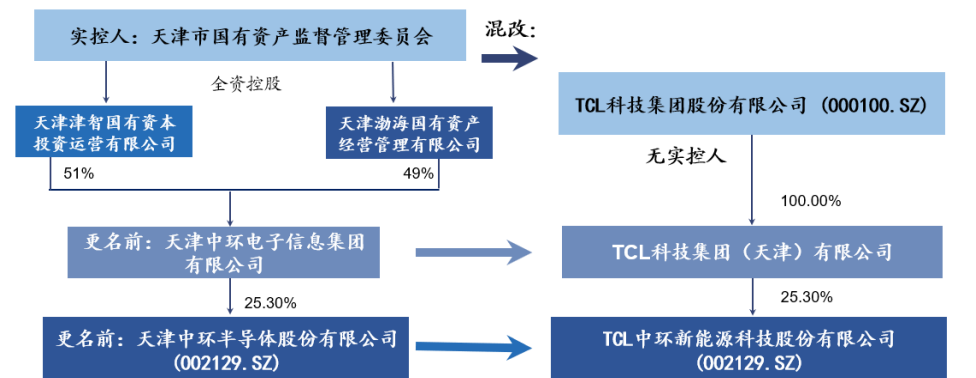 实控人：天津市国有资产监督管理委员会
混改：
全资控股
TCL科技集团股份有限公司 (000100.SZ)
天津津智国有资本
投资运营有限公司
天津渤海国有资产
经营管理有限公司
无实控人
51%
49%
100.00%
更名前：天津中环电子信息集团
有限公司
TCL科技集团（天津）有限公司
25.30%
25.30%
更名前：天津中环半导体股份有限公司
(002129.SZ)
TCL中环新能源科技股份有限公司
(002129.SZ)